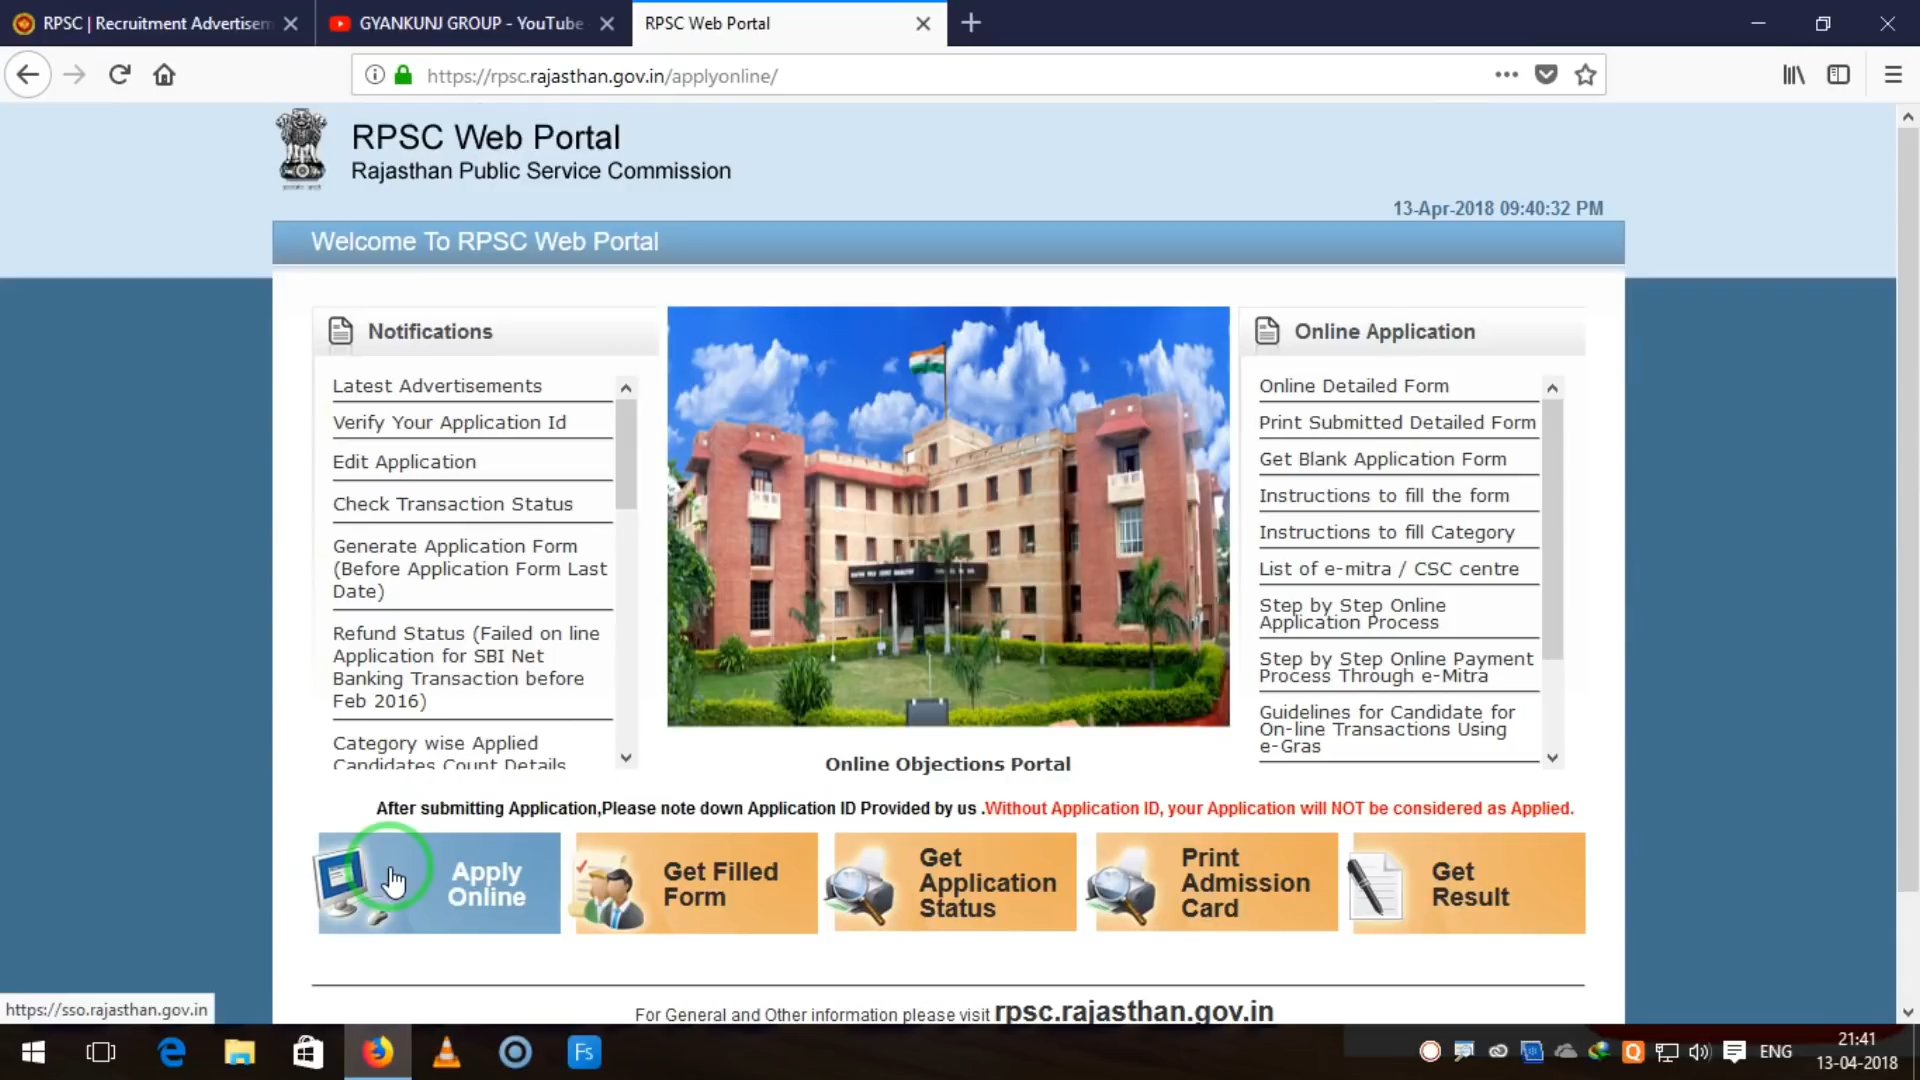 RPSC | Recruitment Advertisem
GYANKUNJ GROUP - YouTube
RPSC Web Portal
https://rpsc.rajasthan.gov.in/applyonline/
RPSC Web Portal
Rajasthan Public Service Commission
13-Apr-2018 09:40:32 PM
Welcome To RPSC Web Portal
Notifications
Latest Advertisements
Verify Your Application Id
Edit Application
Check Transaction Status
Generate Application Form
(Before Application Form Last
Date)
Refund Status (Failed on line
Application for SBI Net
Banking Transaction before
Feb 2016)
Category wise Applied
Candidates Count Details
Online Objections Portal
Online Application
Online Detailed Form
Print Submitted Detailed Form
Get Blank Application Form
Instructions to fill the form
Instructions to fill Category
List of e-mitra / CSC centre
Step by Step Online
Application Process
Step by Step Online Payment
Process Through e-Mitra
Guidelines for Candidate for
On-line Transactions Using
e-Gras
After submitting Application,Please note down Application ID Provided by us .Without Application ID, your Application will NOT be considered as Applied.
Apply
Online
Get Filled
Form
Get
Application
Status
Print
Admission
Card
Get
Result
For General and Other information please visit rpsc.rajasthan.gov.in
https://sso.rajasthan.gov.in
Fs
ENG
21:41
13-04-2018